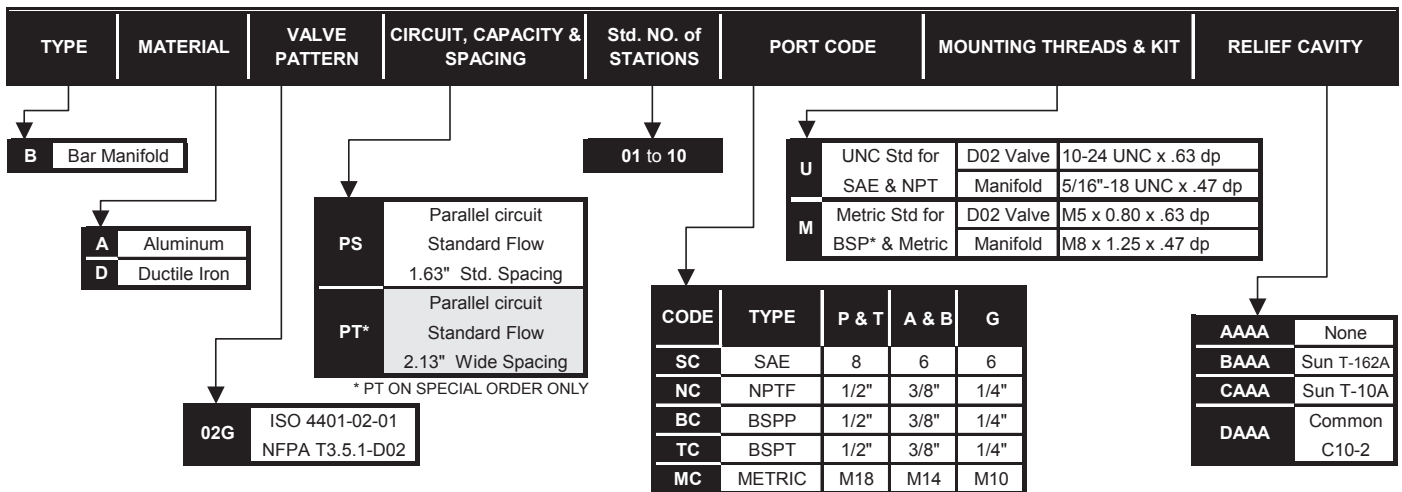 TYPE
MATERIAL
VALVE PATTERN
CIRCUIT, CAPACITY & SPACING
Std. NO. of STATIONS
PORT CODE
MOUNTING THREADS & KIT
RELIEF CAVITY
B Bar Manifold
A Aluminum
D Ductile Iron
02G
ISO 4401-02-01
NFPA T3.5.1-D02
PS
Parallel circuit
Standard Flow
1.63" Std. Spacing
PT*
Parallel circuit
Standard Flow
2.13" Wide Spacing
* PT ON SPECIAL ORDER ONLY
01 to 10
CODE TYPE P & T A & B G
SC SAE 8 6 6
NC NPTF 1/2" 3/8" 1/4"
BC BSPP 1/2" 3/8" 1/4"
TC BSPT 1/2" 3/8" 1/4"
MC METRIC M18 M14 M10
U
UNC Std for D02 Valve 10-24 UNC x .63 dp
SAE & NPT Manifold 5/16"-18 UNC x .47 dp
M
Metric Std for D02 Valve M5 x 0.80 x .63 dp
BSP* & Metric Manifold M8 x 1.25 x .47 dp
AAAA None
BAAA Sun T-162A
CAAA Sun T-10A
DAAA
Common
C10-2